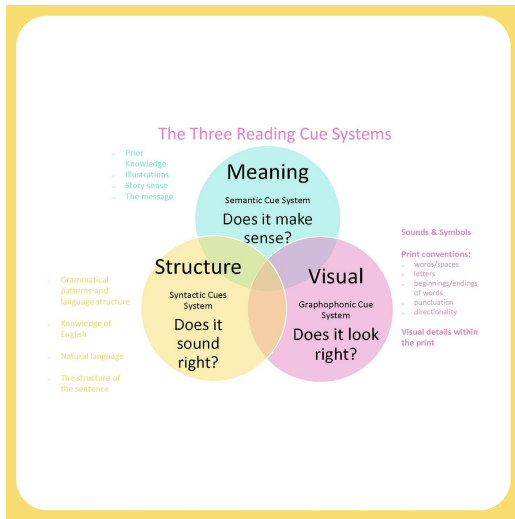 The Three Reading Cue Systems
Prior
Knowledge
Illustrations
Story sense
The message
Meaning
Semantic Cue System
Does it make
sense?
Structure
Syntactic Cues
System
Does it
sound
right?
Visual
Graphophonic Cue
System
Does it look
right?
Grammatical
patterns and
language structure
Knowledge of
English
Natural language
The structure of
the sentence
Sounds & Symbols
Print conventions:
words/spaces
letters
beginnings/endings
of words
punctuation
directionality
Visual details within
the print